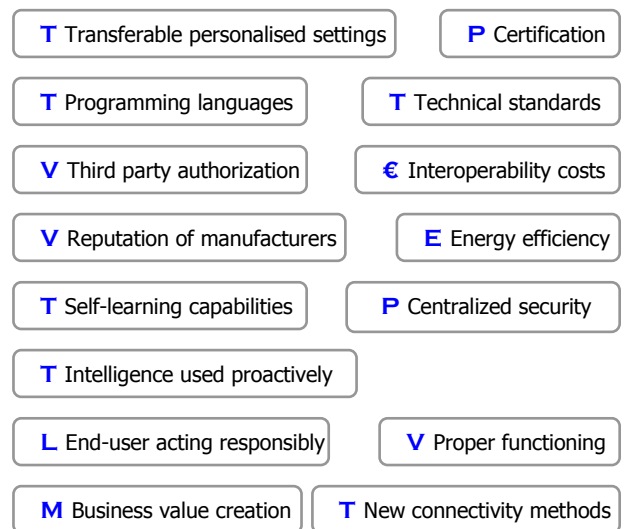 T Transferable personalised settings P Certification
T Programming languages T Technical standards
V Third party authorization € Interoperability costs
V Reputation of manufacturers E Energy efficiency
T Self-learning capabilities P Centralized security
T Intelligence used proactively
L End-user acting responsibly V Proper functioning
M Business value creation T New connectivity methods